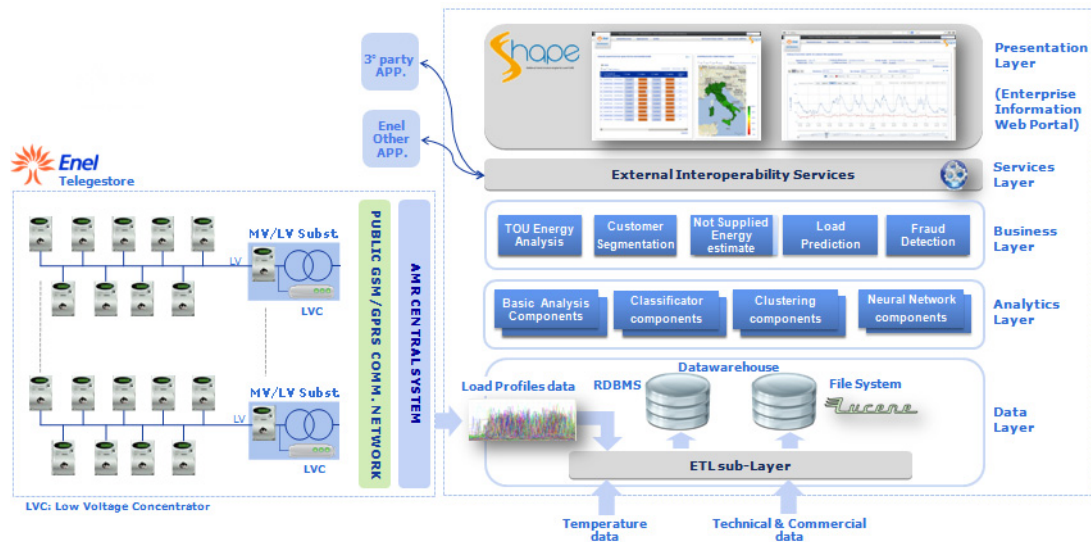 Shape
3° party
APP.
Enel
Other
APP.
Presentation
Layer
(Enterprise
Information
Web Portal)
External Interoperability Services
Services
Layer
Enel
Telegestore
MV/LV Subst.
LV
LVC
MV/LV Subst.
LV
LVC
PUBLIC GSM/GPRS COMM. NETWORK
AMR CENTRAL SYSTEM
LVC: Low Voltage Concentrator
TOU Energy
Analysis
Customer
Segmentation
Not Supplied
Energy
estimate
Load
Prediction
Fraud
Detection
Business
Layer
Basic Analysis
Components
Classificator
components
Clustering
components
Neural Network
components
Analytics
Layer
Datawarehouse
Load Profiles data
RDBMS
File System
Lucene
Data
Layer
ETL sub-Layer
Temperature
data
Technical & Commercial
data